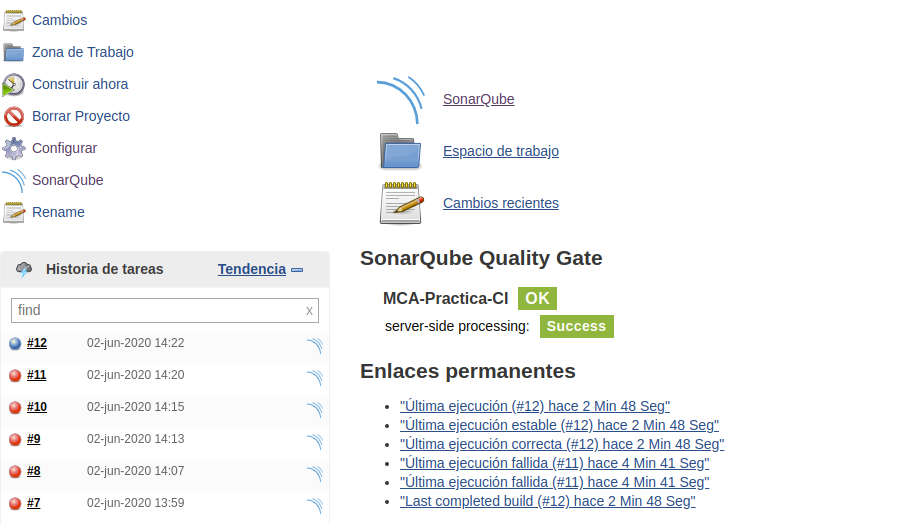 Cambios
Zona de Trabajo
Construir ahora
Borrar Proyecto
Configurar
SonarQube
Rename
Historia de tareas
Tendencia
find
x
#12 02-jun-2020 14:22
#11 02-jun-2020 14:20
#10 02-jun-2020 14:15
#9 02-jun-2020 14:13
#8 02-jun-2020 14:07
#7 02-jun-2020 13:59
SonarQube
Espacio de trabajo
Cambios recientes
SonarQube Quality Gate
MCA-Practica-CI OK
server-side processing: Success
Enlaces permanentes
"Última ejecución (#12) hace 2 Min 48 Seg"
"Última ejecución estable (#12) hace 2 Min 48 Seg"
"Última ejecución correcta (#12) hace 2 Min 48 Seg"
"Última ejecución fallida (#11) hace 4 Min 41 Seg"
"Última ejecución fallida (#11) hace 4 Min 41 Seg"
"Last completed build (#12) hace 2 Min 48 Seg"